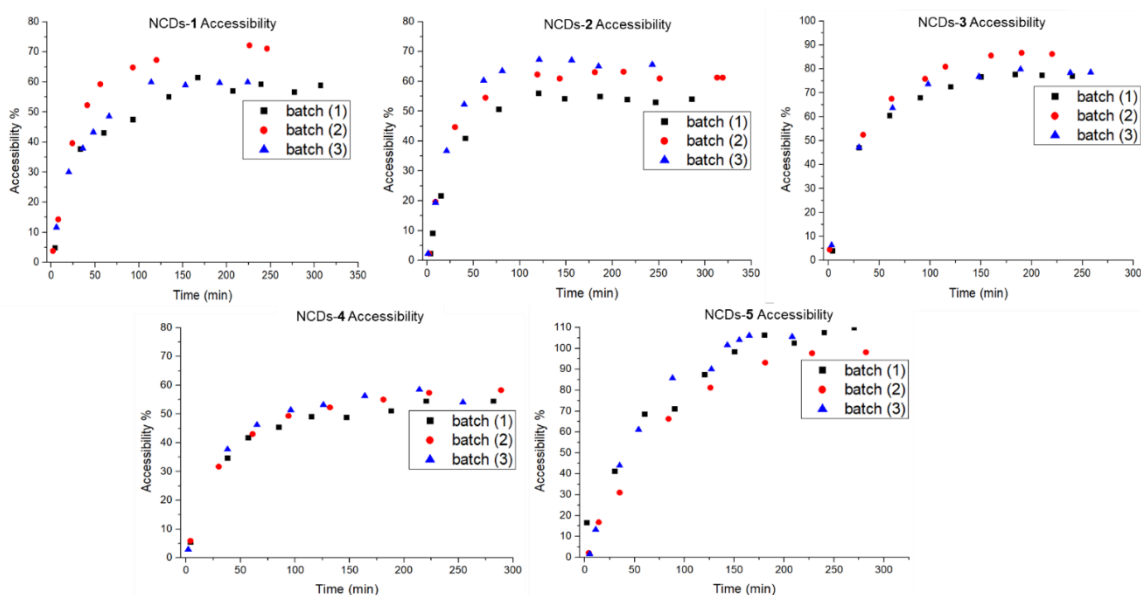 NCDs-1 Accessibility
Accessibility %
80
70
60
50
40
30
20
10
0
batch (1)
batch (2)
batch (3)
0 50 100 150 200 250 300 350
Time (min)
NCDs-2 Accessibility
Accessibility %
80
70
60
50
40
30
20
10
0
batch (1)
batch (2)
batch (3)
0 50 100 150 200 250 300 350
Time (min)
NCDs-3 Accessibility
Accessibility %
100
90
80
70
60
50
40
30
20
10
0
batch (1)
batch (2)
batch (3)
0 50 100 150 200 250 300
Time (min)
NCDs-4 Accessibility
Accessibility %
80
70
60
50
40
30
20
10
0
batch (1)
batch (2)
batch (3)
0 50 100 150 200 250 300
Time (min)
NCDs-5 Accessibility
Accessibility %
110
100
90
80
70
60
50
40
30
20
10
0
batch (1)
batch (2)
batch (3)
0 50 100 150 200 250 300
Time (min)